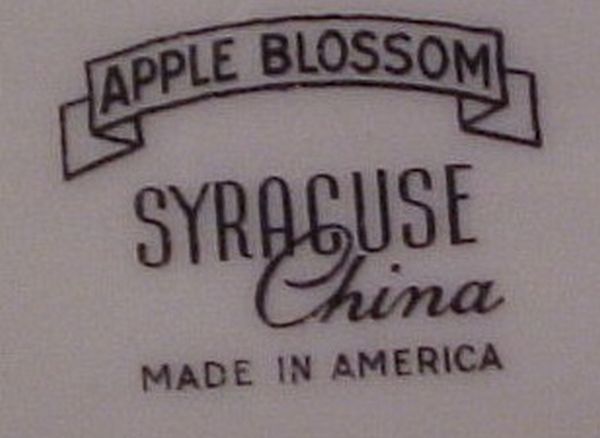 APPLE BLOSSOM
SYRACUSE
China
MADE IN AMERICA